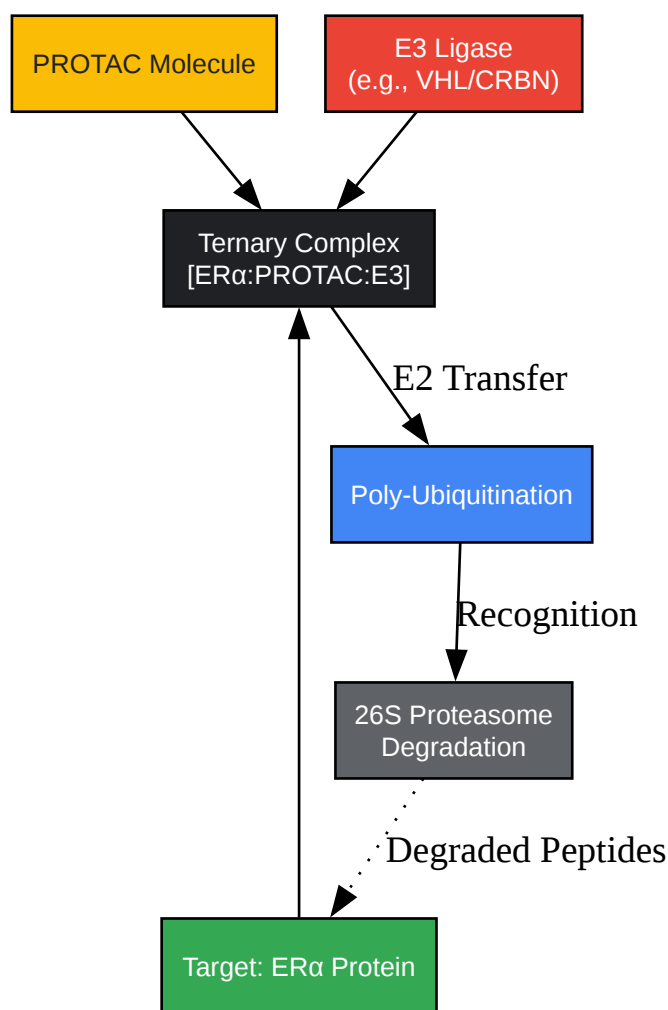 PROTAC Molecule
E3 Ligase
(e.g., VHL/CRBN)
Ternary Complex
[ERα:PROTAC:E3]
E2 Transfer
Poly-Ubiquitination
Recognition
26S Proteasome
Degradation
Degraded Peptides
Target: ERα Protein